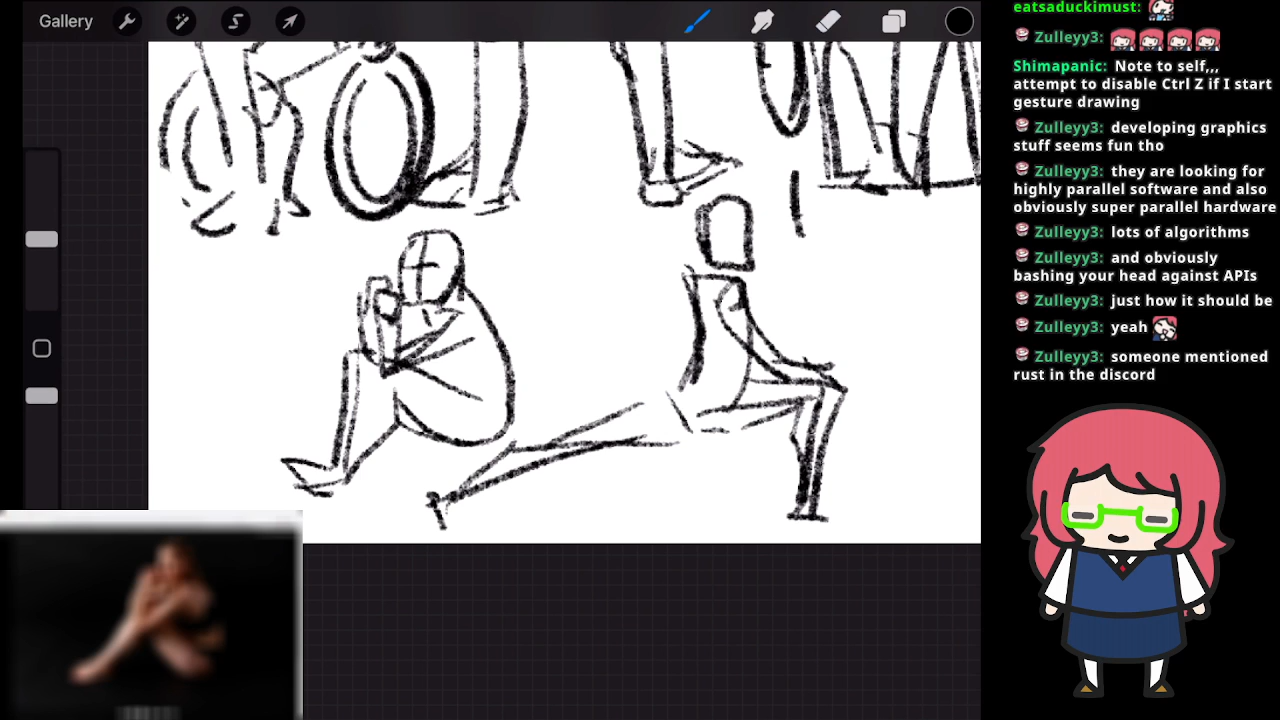 Gallery
eatsaduckimust:
Zulleyy3:
Shimapanic: Note to self,,,
attempt to disable Ctrl Z if I start
gesture drawing
Zulleyy3: developing graphics
stuff seems fun tho
Zulleyy3: they are looking for
highly parallel software and also
obviously super parallel hardware
Zulleyy3: lots of algorithms
Zulleyy3: and obviously
bashing your head against APIs
Zulleyy3: just how it should be
Zulleyy3: yeah
Zulleyy3: someone mentioned
rust in the discord